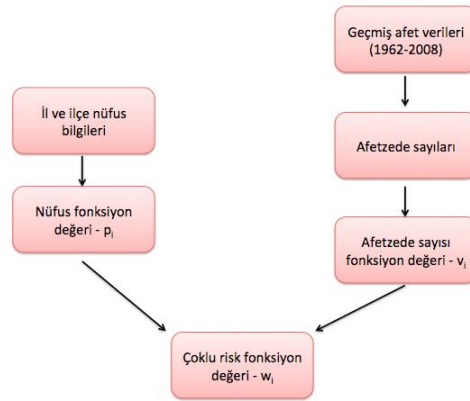 Geçmiş afet verileri
(1962-2008)
İl ve ilçe nüfus
bilgileri
Afetzede sayıları
Nüfus fonksiyon
değeri - pi
Afetzede sayısı
fonksiyon değeri - vi
Çoklu risk fonksiyon
değeri - wi